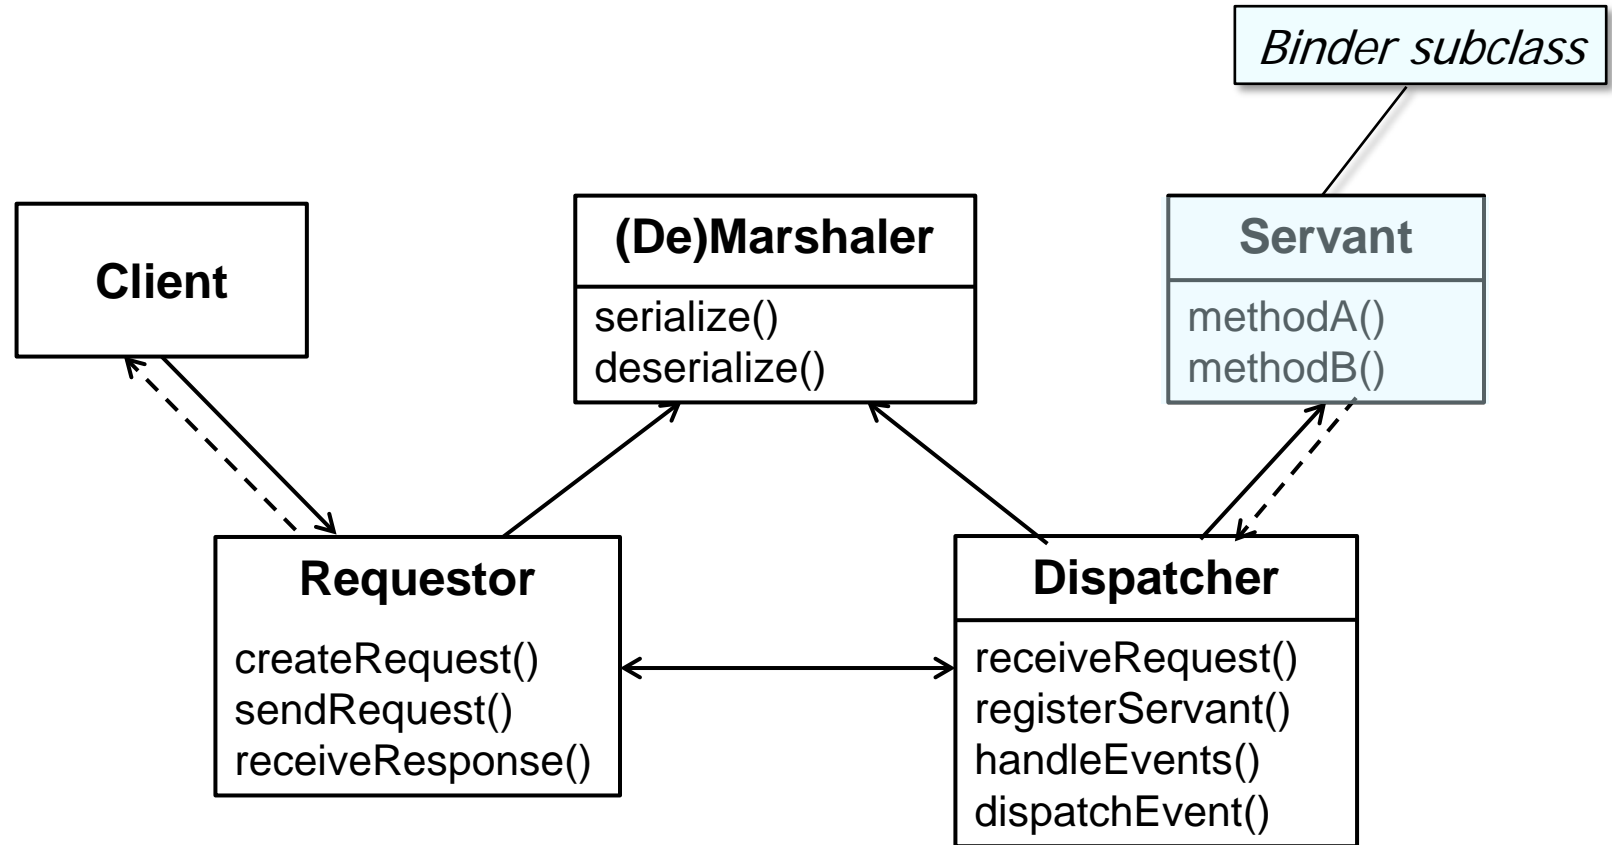 Binder subclass
Client
(De)Marshaler
serialize()
deserialize()
Servant
methodA()
methodB()
Requestor
createRequest()
sendRequest()
receiveResponse()
Dispatcher
receiveRequest()
registerServant()
handleEvents()
dispatchEvent()